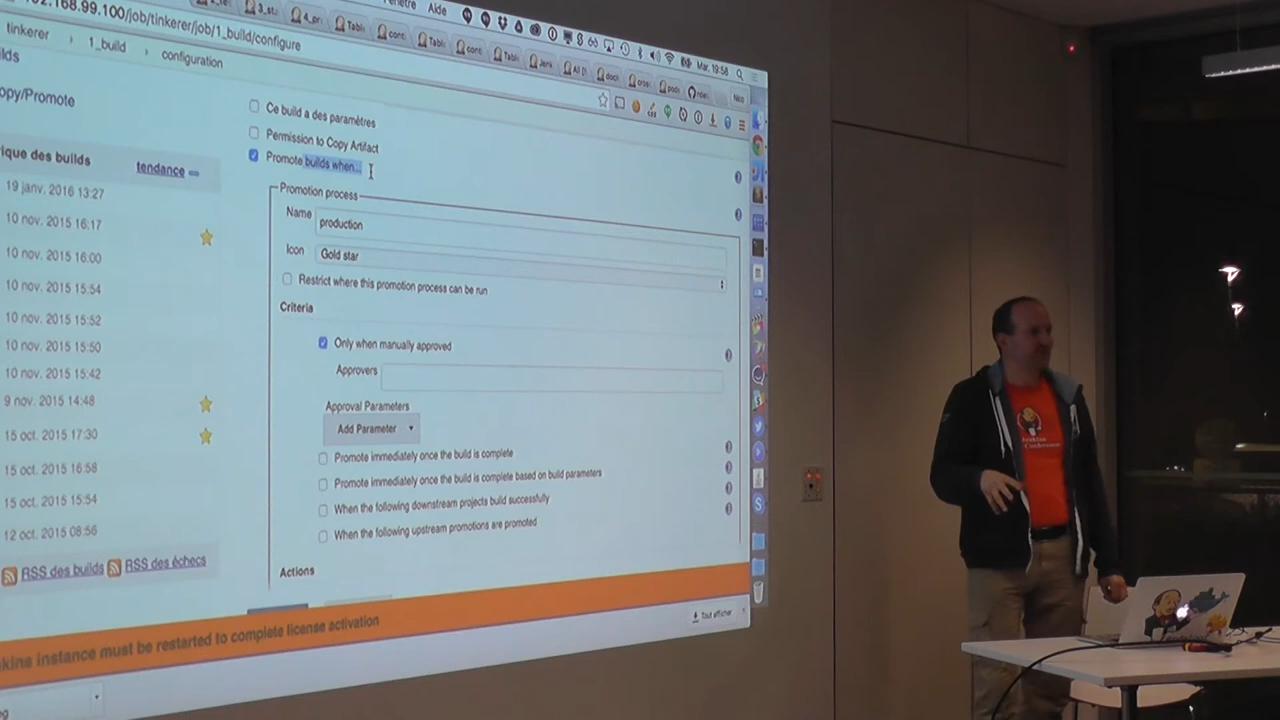 Fenêtre Aide
Mar. 19:58
.168.99.100/job/tinkerer/job/1_build/configure
Nico
tinkerer › 1_build › configuration
opy/Promote
ique des builds tendance
19 janv. 2016 13:27
10 nov. 2015 16:17
10 nov. 2015 16:00
10 nov. 2015 15:54
10 nov. 2015 15:52
10 nov. 2015 15:50
10 nov. 2015 15:42
9 nov. 2015 14:48
15 oct. 2015 17:30
15 oct. 2015 16:58
15 oct. 2015 15:54
12 oct. 2015 08:56
RSS des builds RSS des échecs
Ce build a des paramètres
Permission to Copy Artifact
Promote builds when...
Promotion process
Name production
Icon Gold star
Restrict where this promotion process can be run
Criteria
Only when manually approved
Approvers
Approval Parameters
Add Parameter
Promote immediately once the build is complete
Promote immediately once the build is complete based on build parameters
When the following downstream projects build successfully
When the following upstream promotions are promoted
Actions
kins instance must be restarted to complete license activation
Tout afficher
Jenkins
Conference